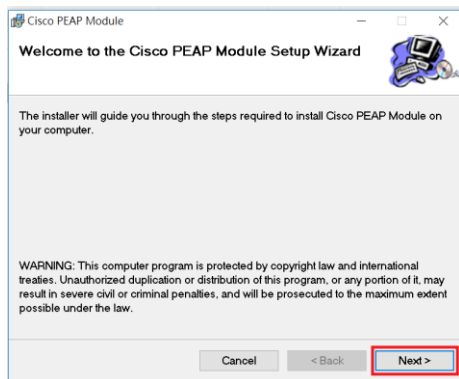 Cisco PEAP Module
Welcome to the Cisco PEAP Module Setup Wizard
The installer will guide you through the steps required to install Cisco PEAP Module on
your computer.
WARNING: This computer program is protected by copyright law and international
treaties. Unauthorized duplication or distribution of this program, or any portion of it, may
result in severe civil or criminal penalties, and will be prosecuted to the maximum extent
possible under the law.
Cancel
< Back
Next >